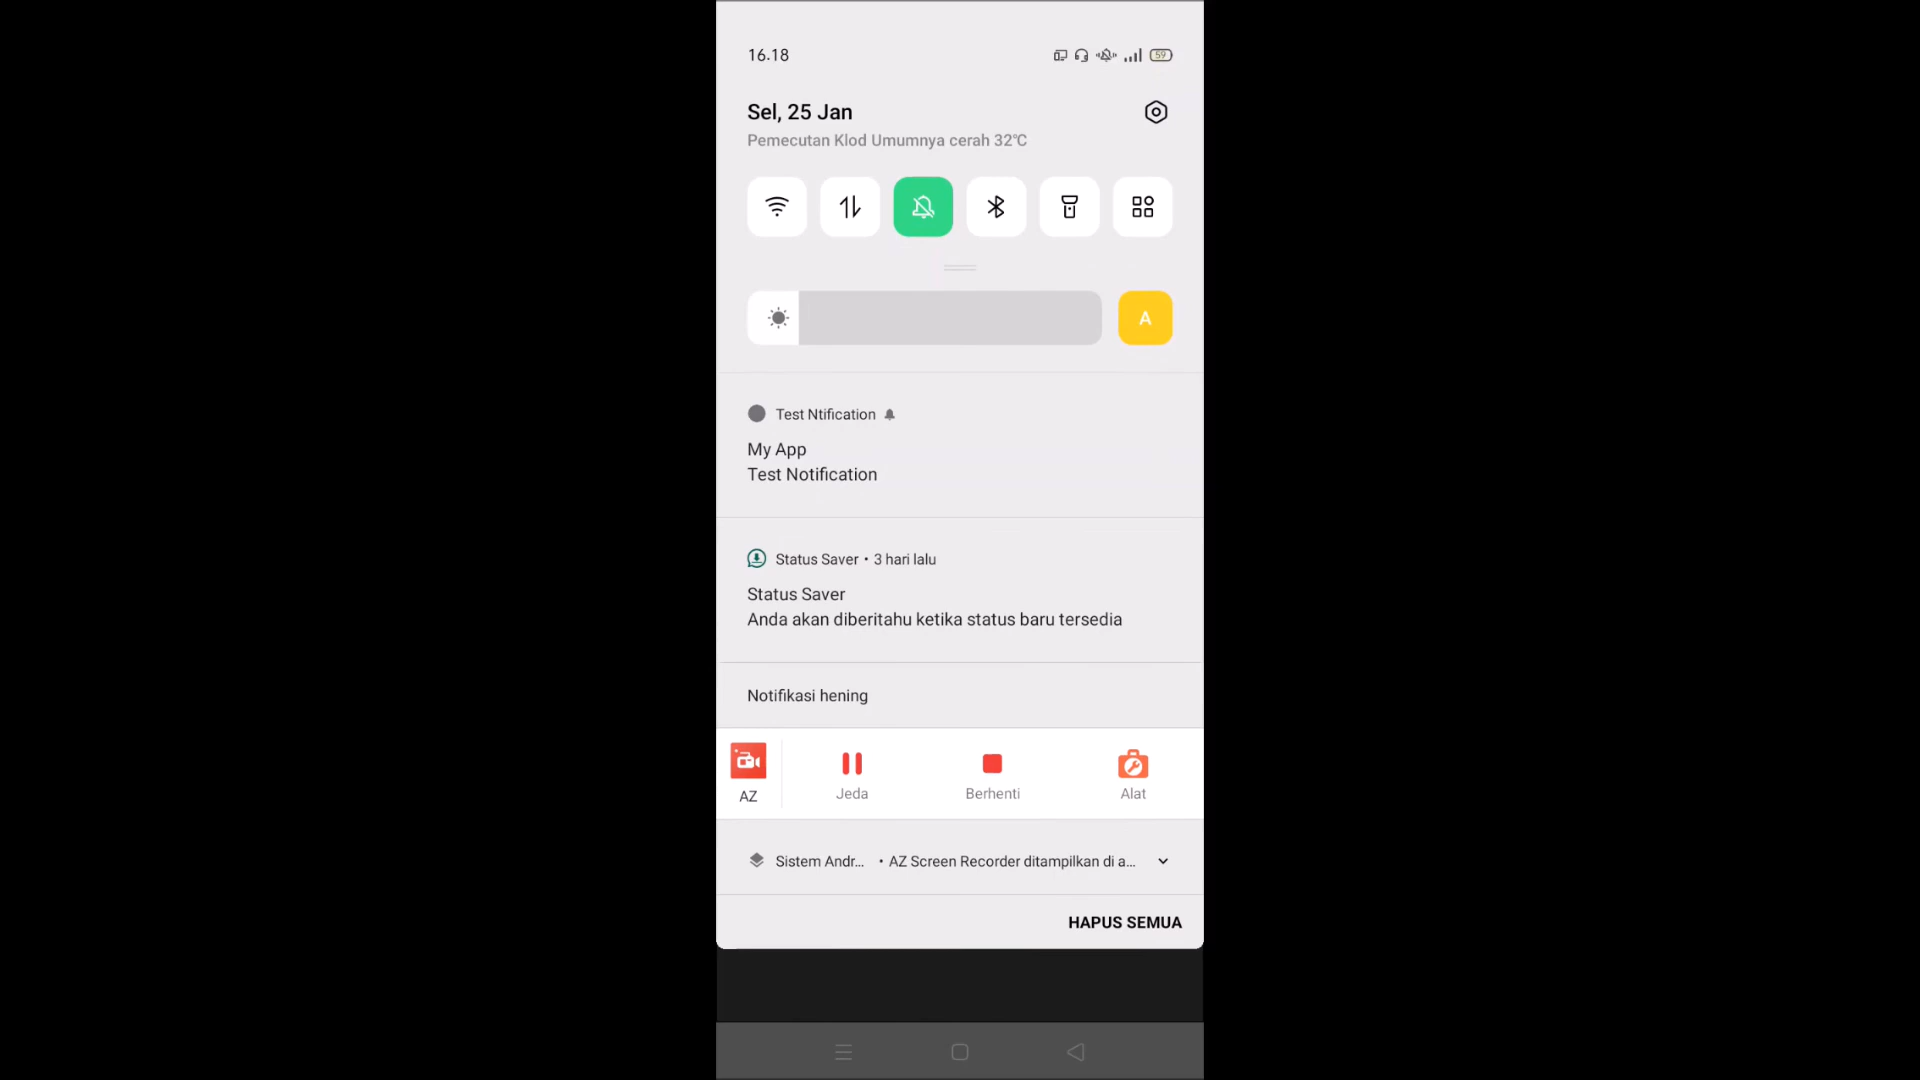 16.18
59
Sel, 25 Jan
Pemecutan Klod Umumnya cerah 32°C
A
Test Ntification
My App
Test Notification
Status Saver • 3 hari lalu
Status Saver
Anda akan diberitahu ketika status baru tersedia
Notifikasi hening
AZ
Jeda
Berhenti
Alat
Sistem Andr... • AZ Screen Recorder ditampilkan di a...
HAPUS SEMUA